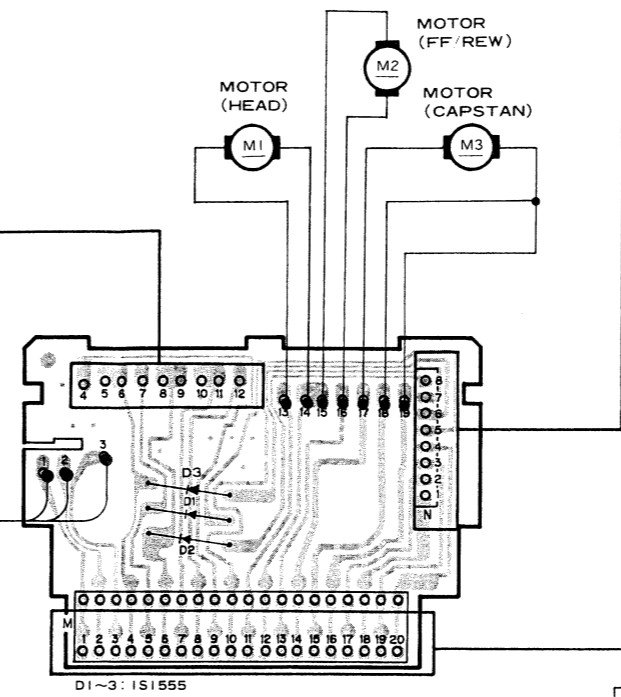 MOTOR
(FF/REW)
M2
MOTOR
(HEAD)
MOTOR
(CAPSTAN)
M1
M3
4 5 6 7 8 9 10 11 12
13 14 15 16 17 18 19
8
7
6
5
4
3
2
1
N
1 2 3
D3
D1
D2
M
1 2 3 4 5 6 7 8 9 10 11 12 13 14 15 16 17 18 19 20
D1~3: 1S1555